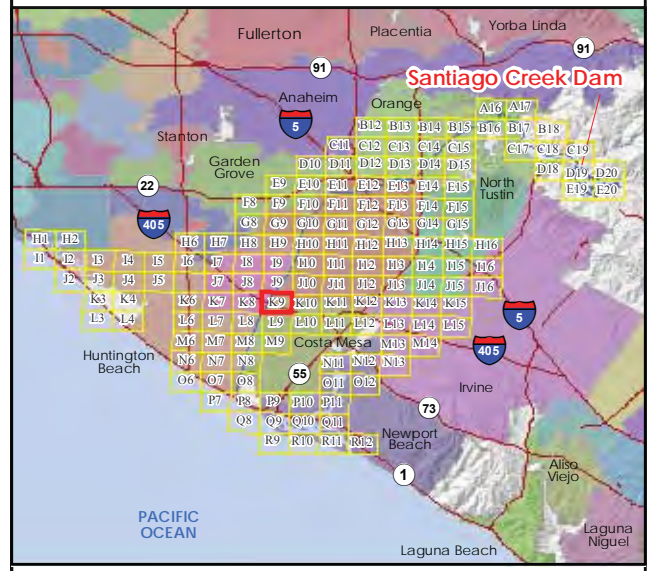 Fullerton
Placentia
Yorba Linda
91
91
Santiago Creek Dam
Anaheim
Orange
A16 A17
5
B12 B13 B14 B15 B16 B17 B18
Stanton
C11 C12 C13 C14 C15 C17 C18 C19
Garden
Grove
D10 D11 D12 D13 D14 D15 D18 D19 D20
22
E9 E10 E11 E12 E13 E14 E15 E19 E20
North
Tustin
F8 F9 F10 F11 F12 F13 F14 F15
405
G8 G9 G10 G11 G12 G13 G14 G15
H1 H2 H6 H7 H8 H9 H10 H11 H12 H13 H14 H15 H16
I1 I2 I3 I4 I5 I6 I7 I8 I9 I10 I11 I12 I13 I14 I15 I16
J2 J3 J4 J5 J7 J8 J9 J10 J11 J12 J13 J14 J15 J16
K3 K4 K6 K7 K8 K9 K10 K11 K12 K13 K14 K15
5
L3 L4 L6 L7 L8 L9 L10 L11 L12 L13 L14 L15
M6 M7 M8 M9 Costa Mesa M13 M14
405
Huntington
Beach
N6 N7 N8 N11 N12 N13
55
O6 O7 O8 O11 O12
Irvine
P7 P8 P9 P10 P11
73
Q8 Q9 Q10 Q11
Newport
Beach
R9 R10 R11 R12
1
Aliso
Viejo
PACIFIC
OCEAN
Laguna
Niguel
Laguna Beach